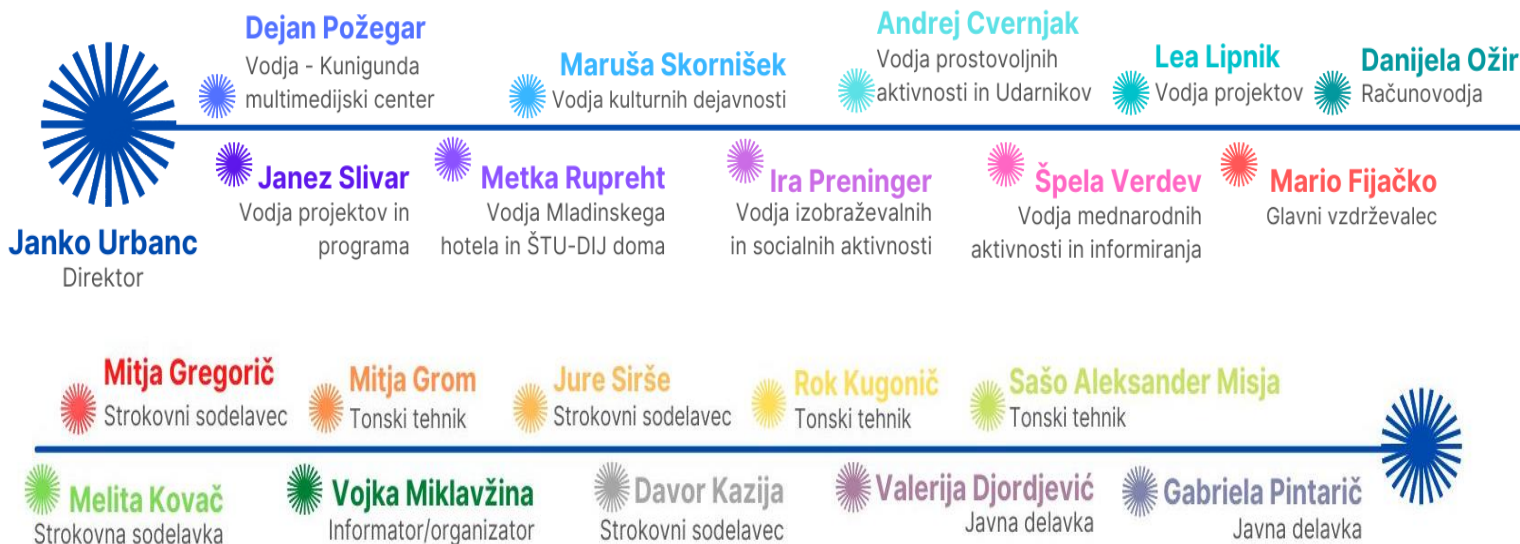 Dejan Požegar
Vodja - Kunigunda
multimedijski center
Maruša Skornišek
Vodja kulturnih dejavnosti
Andrej Cvernjak
Vodja prostovoljnih
aktivnosti in Udarnikov
Lea Lipnik
Vodja projektov
Danijela Ožir
Računovodja
Janko Urbanc
Direktor
Janez Slivar
Vodja projektov in
programa
Metka Rupreht
Vodja Mladinskega
hotela in ŠTU-DIJ doma
Ira Preninger
Vodja izobraževalnih
in socialnih aktivnosti
Špela Verdev
Vodja mednarodnih
aktivnosti in informiranja
Mario Fijačko
Glavni vzdrževalec
Mitja Gregorič
Strokovni sodelavec
Mitja Grom
Tonski tehnik
Jure Sirše
Strokovni sodelavec
Rok Kugonič
Tonski tehnik
Sašo Aleksander Misja
Tonski tehnik
Melita Kovač
Strokovna sodelavka
Vojka Miklavžina
Informator/organizator
Davor Kazija
Strokovni sodelavec
Valerija Djordjević
Javna delavka
Gabriela Pintarič
Javna delavka